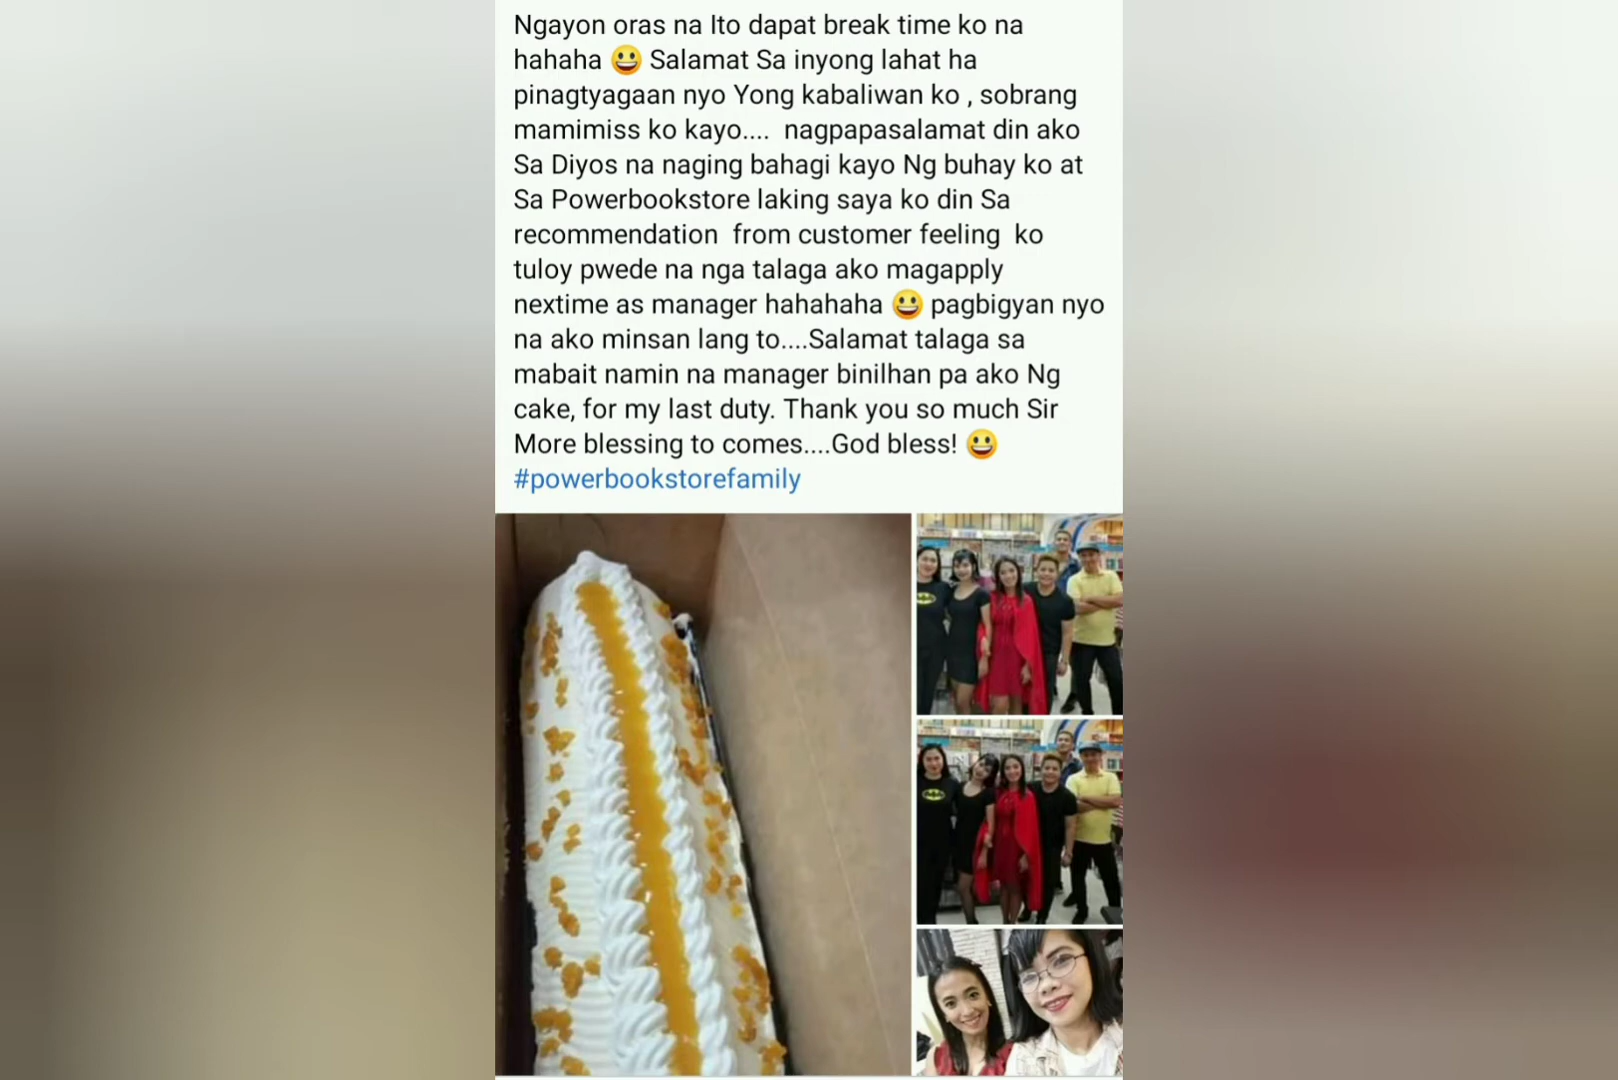 Ngayon oras na Ito dapat break time ko na
hahaha 😀 Salamat Sa inyong lahat ha
pinagtyagaan nyo Yong kabaliwan ko , sobrang
mamimiss ko kayo....  nagpapasalamat din ako
Sa Diyos na naging bahagi kayo Ng buhay ko at
Sa Powerbookstore laking saya ko din Sa
recommendation  from customer feeling  ko
tuloy pwede na nga talaga ako magapply
nextime as manager hahahaha 😀 pagbigyan nyo
na ako minsan lang to....Salamat talaga sa
mabait namin na manager binilhan pa ako Ng
cake, for my last duty. Thank you so much Sir
More blessing to comes....God bless! 😀
#powerbookstorefamily